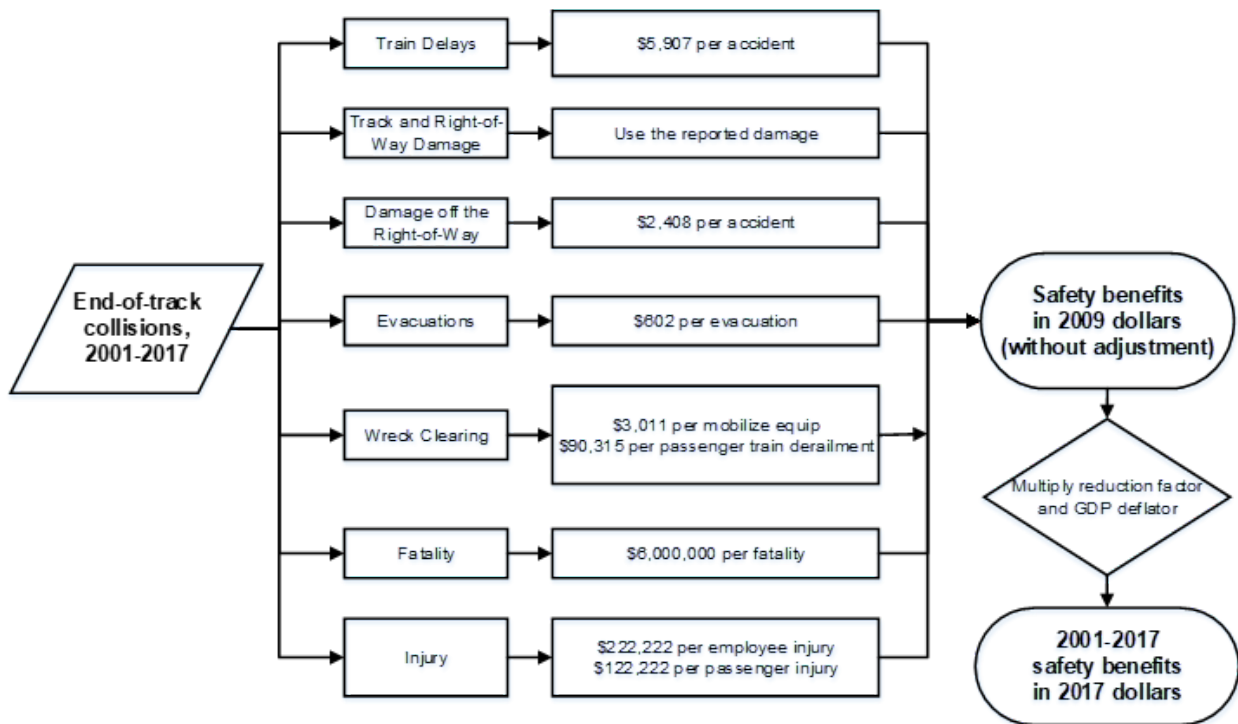 End-of-track
collisions,
2001-2017
Train Delays
$5,907 per accident
Track and Right-of-
Way Damage
Use the reported damage
Damage off the
Right-of-Way
$2,408 per accident
Evacuations
$602 per evacuation
Wreck Clearing
$3,011 per mobilize equip
$90,315 per passenger train derailment
Fatality
$6,000,000 per fatality
Injury
$222,222 per employee injury
$122,222 per passenger injury
Safety benefits
in 2009 dollars
(without adjustment)
Multiply reduction factor
and GDP deflator
2001-2017
safety benefits
in 2017 dollars